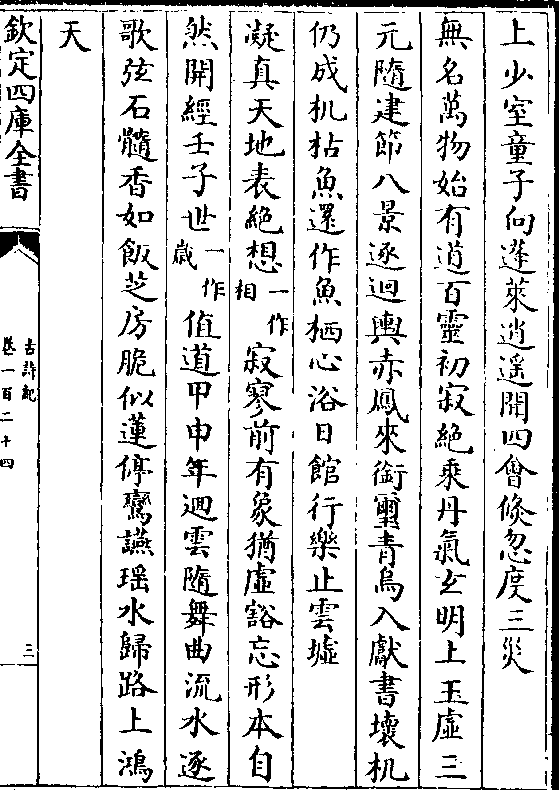 上少室童子向蓬萊逍遥開四會倏忽度三災
無名萬物始有道百靈初寂絶乘丹氣玄明上玉虚三
元隨建節八景逐迴輿赤鳳來銜璽青鳥入獻書壞机
仍成机枯魚還作魚栖心浴日館行樂止雲墟
凝真天地表絶想一作相寂寥前有象猶虚豁忘形本自
然開經壬子世一作歳值道甲申年迴雲隨舞曲流水逐
歌弦石髓香如飯芝房脆似蓮停鸞讌瑶水歸路上鴻
天
欽定四庫全書
古詩紀
卷一百二十四
三